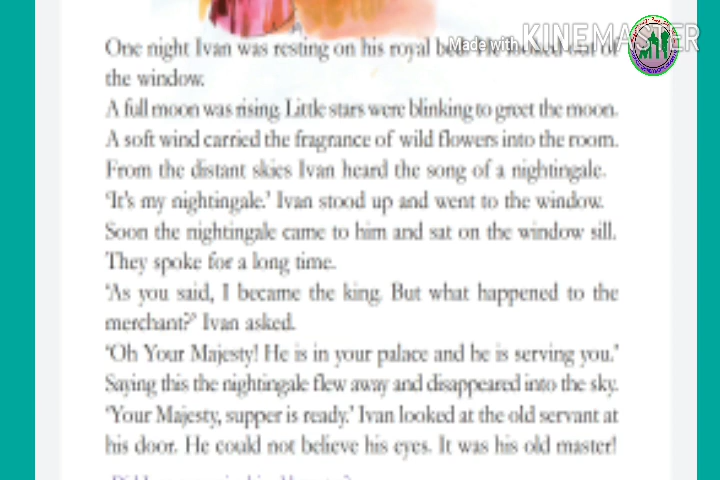 Made with KINEMASTER
One night Ivan was resting on his royal bed. He looked out of
the window.
A full moon was rising. Little stars were blinking to greet the moon.
A soft wind carried the fragrance of wild flowers into the room.
From the distant skies Ivan heard the song of a nightingale.
'It's my nightingale.' Ivan stood up and went to the window.
Soon the nightingale came to him and sat on the window sill.
They spoke for a long time.
'As you said, I became the king. But what happened to the
merchant?' Ivan asked.
'Oh Your Majesty! He is in your palace and he is serving you.'
Saying this the nightingale flew away and disappeared into the sky.
'Your Majesty, supper is ready.' Ivan looked at the old servant at
his door. He could not believe his eyes. It was his old master!